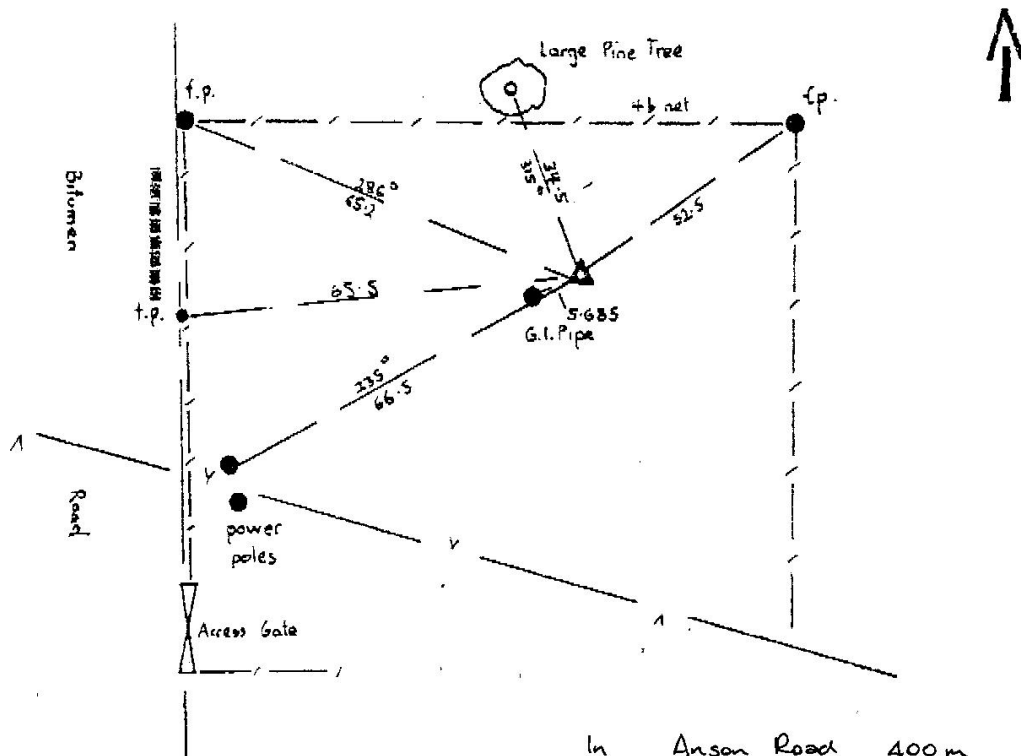 Large Pine Tree
f.p.
4b net
f.p.
286°
65.2
34.5
315°
52.5
Bitumen
65.5
t.p.
5.685
G.I. Pipe
235°
66.5
Road
power
poles
Access Gate
In Anson Road 400 m